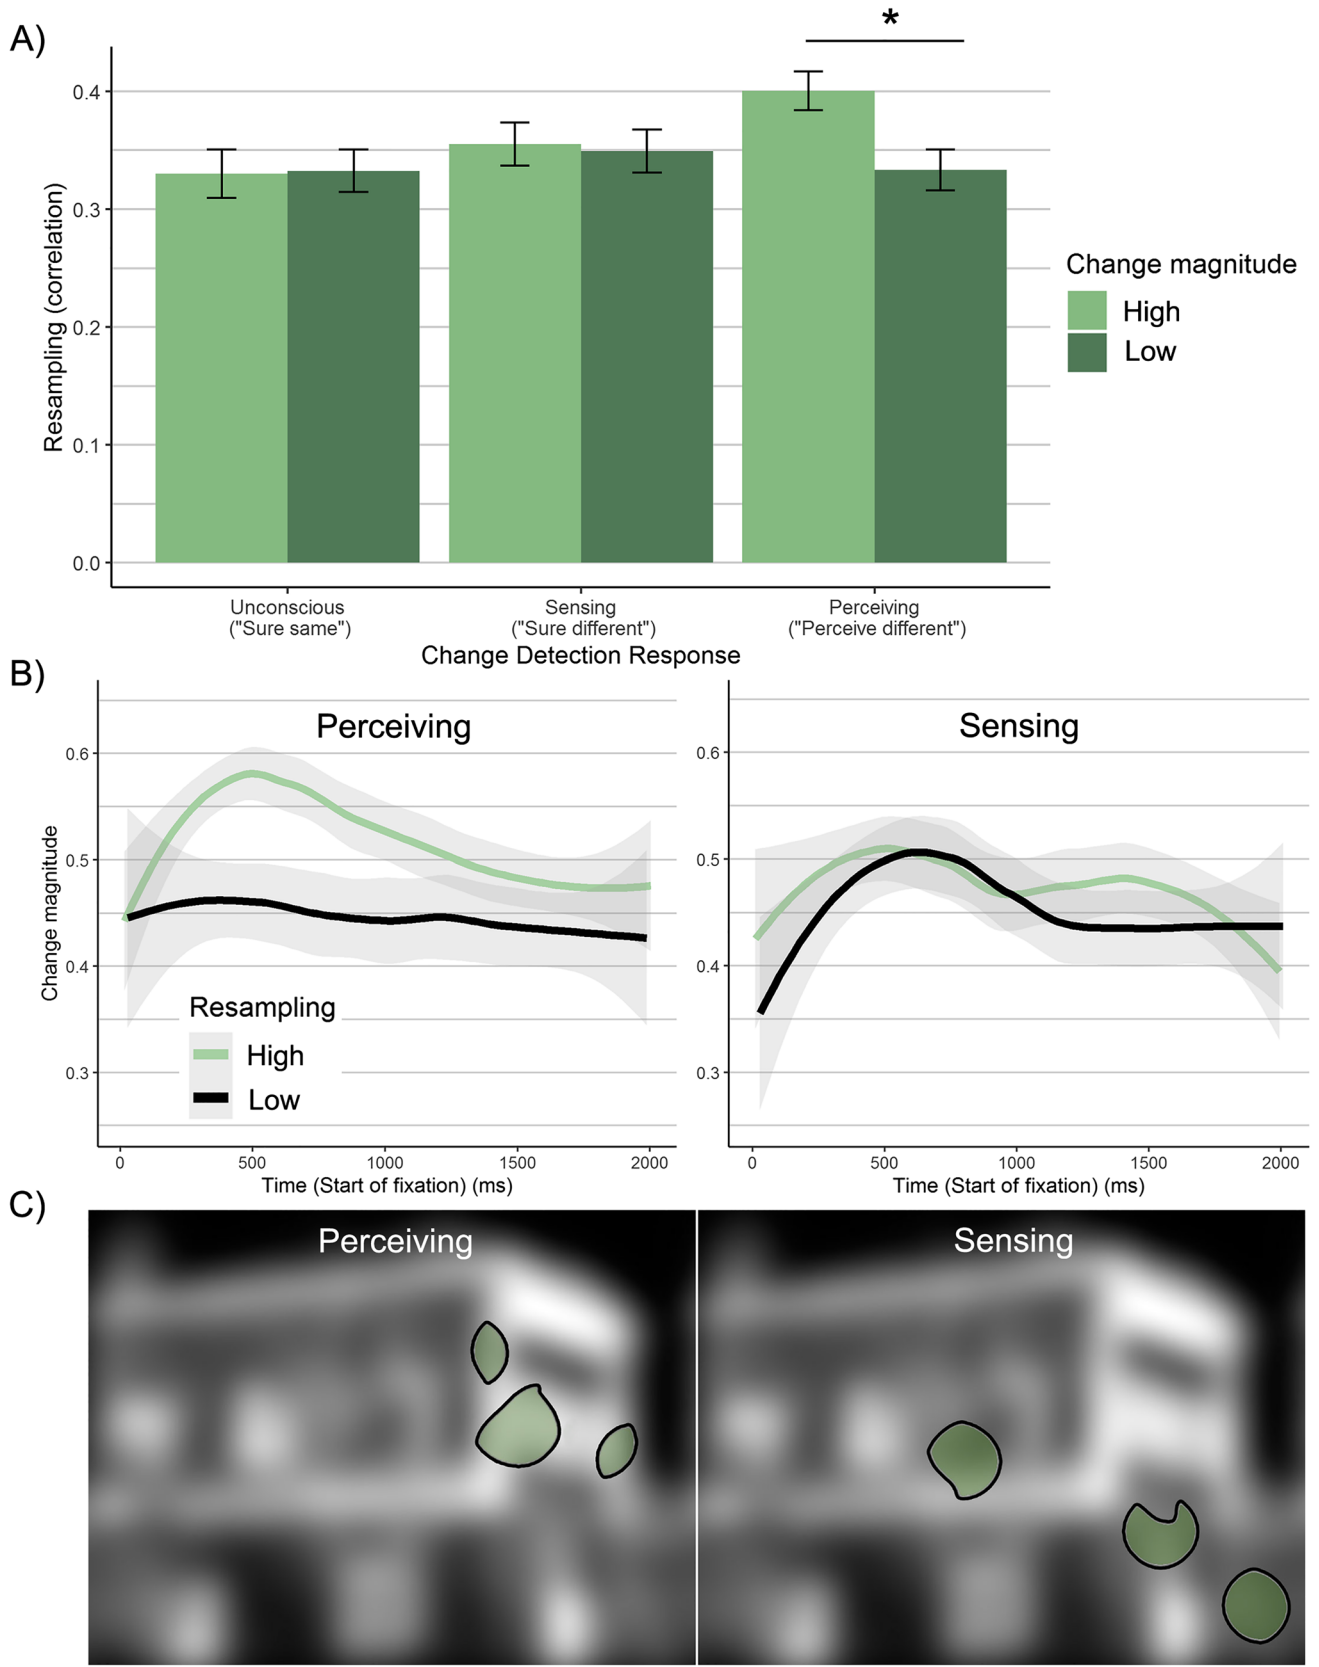 A)
*
0.4
0.3
0.2
0.1
0.0
Resampling (correlation)
Change magnitude
High
Low
Unconscious
("Sure same")
Sensing
("Sure different")
Perceiving
("Perceive different")
Change Detection Response
B)
Perceiving
0.6
0.5
0.4
0.3
Change magnitude
Resampling
High
Low
0
500
1000
1500
2000
Time (Start of fixation) (ms)
Sensing
0.6
0.5
0.4
0.3
0
500
1000
1500
2000
Time (Start of fixation) (ms)
C)
Perceiving
Sensing